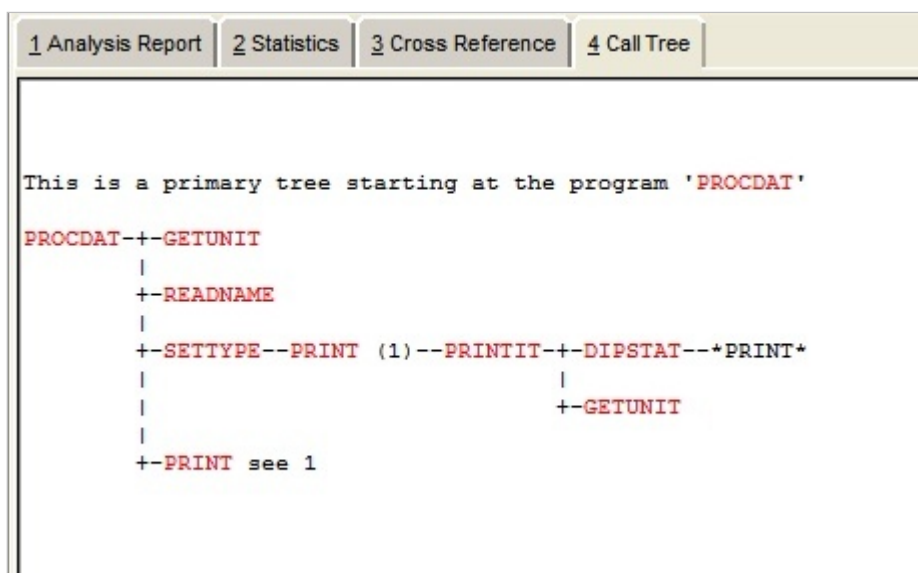 1 Analysis Report 2 Statistics 3 Cross Reference 4 Call Tree
This is a primary tree starting at the program 'PROCDAT'
PROCDAT-+-GETUNIT
|
+-READNAME
|
+-SETTYPE--PRINT (1)--PRINTIT-+-DIPSTAT--*PRINT*
| |
| +-GETUNIT
|
+-PRINT see 1